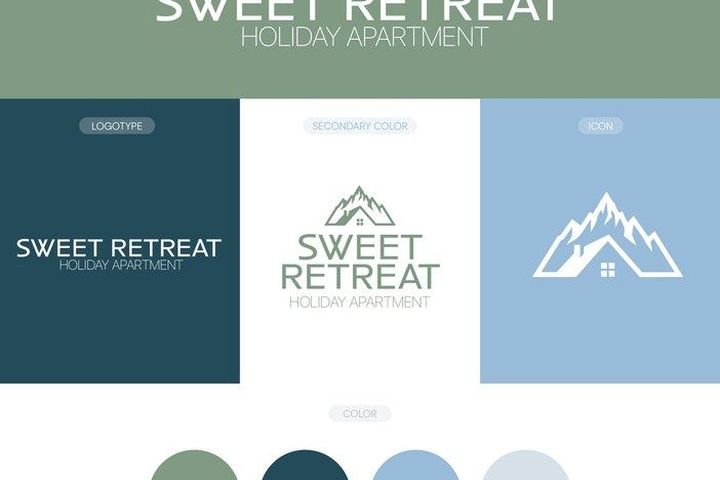 SWEET RETREAT
HOLIDAY APARTMENT
LOGOTYPE
SECONDARY COLOR
ICON
SWEET RETREAT
HOLIDAY APARTMENT
SWEET
RETREAT
HOLIDAY APARTMENT
COLOR